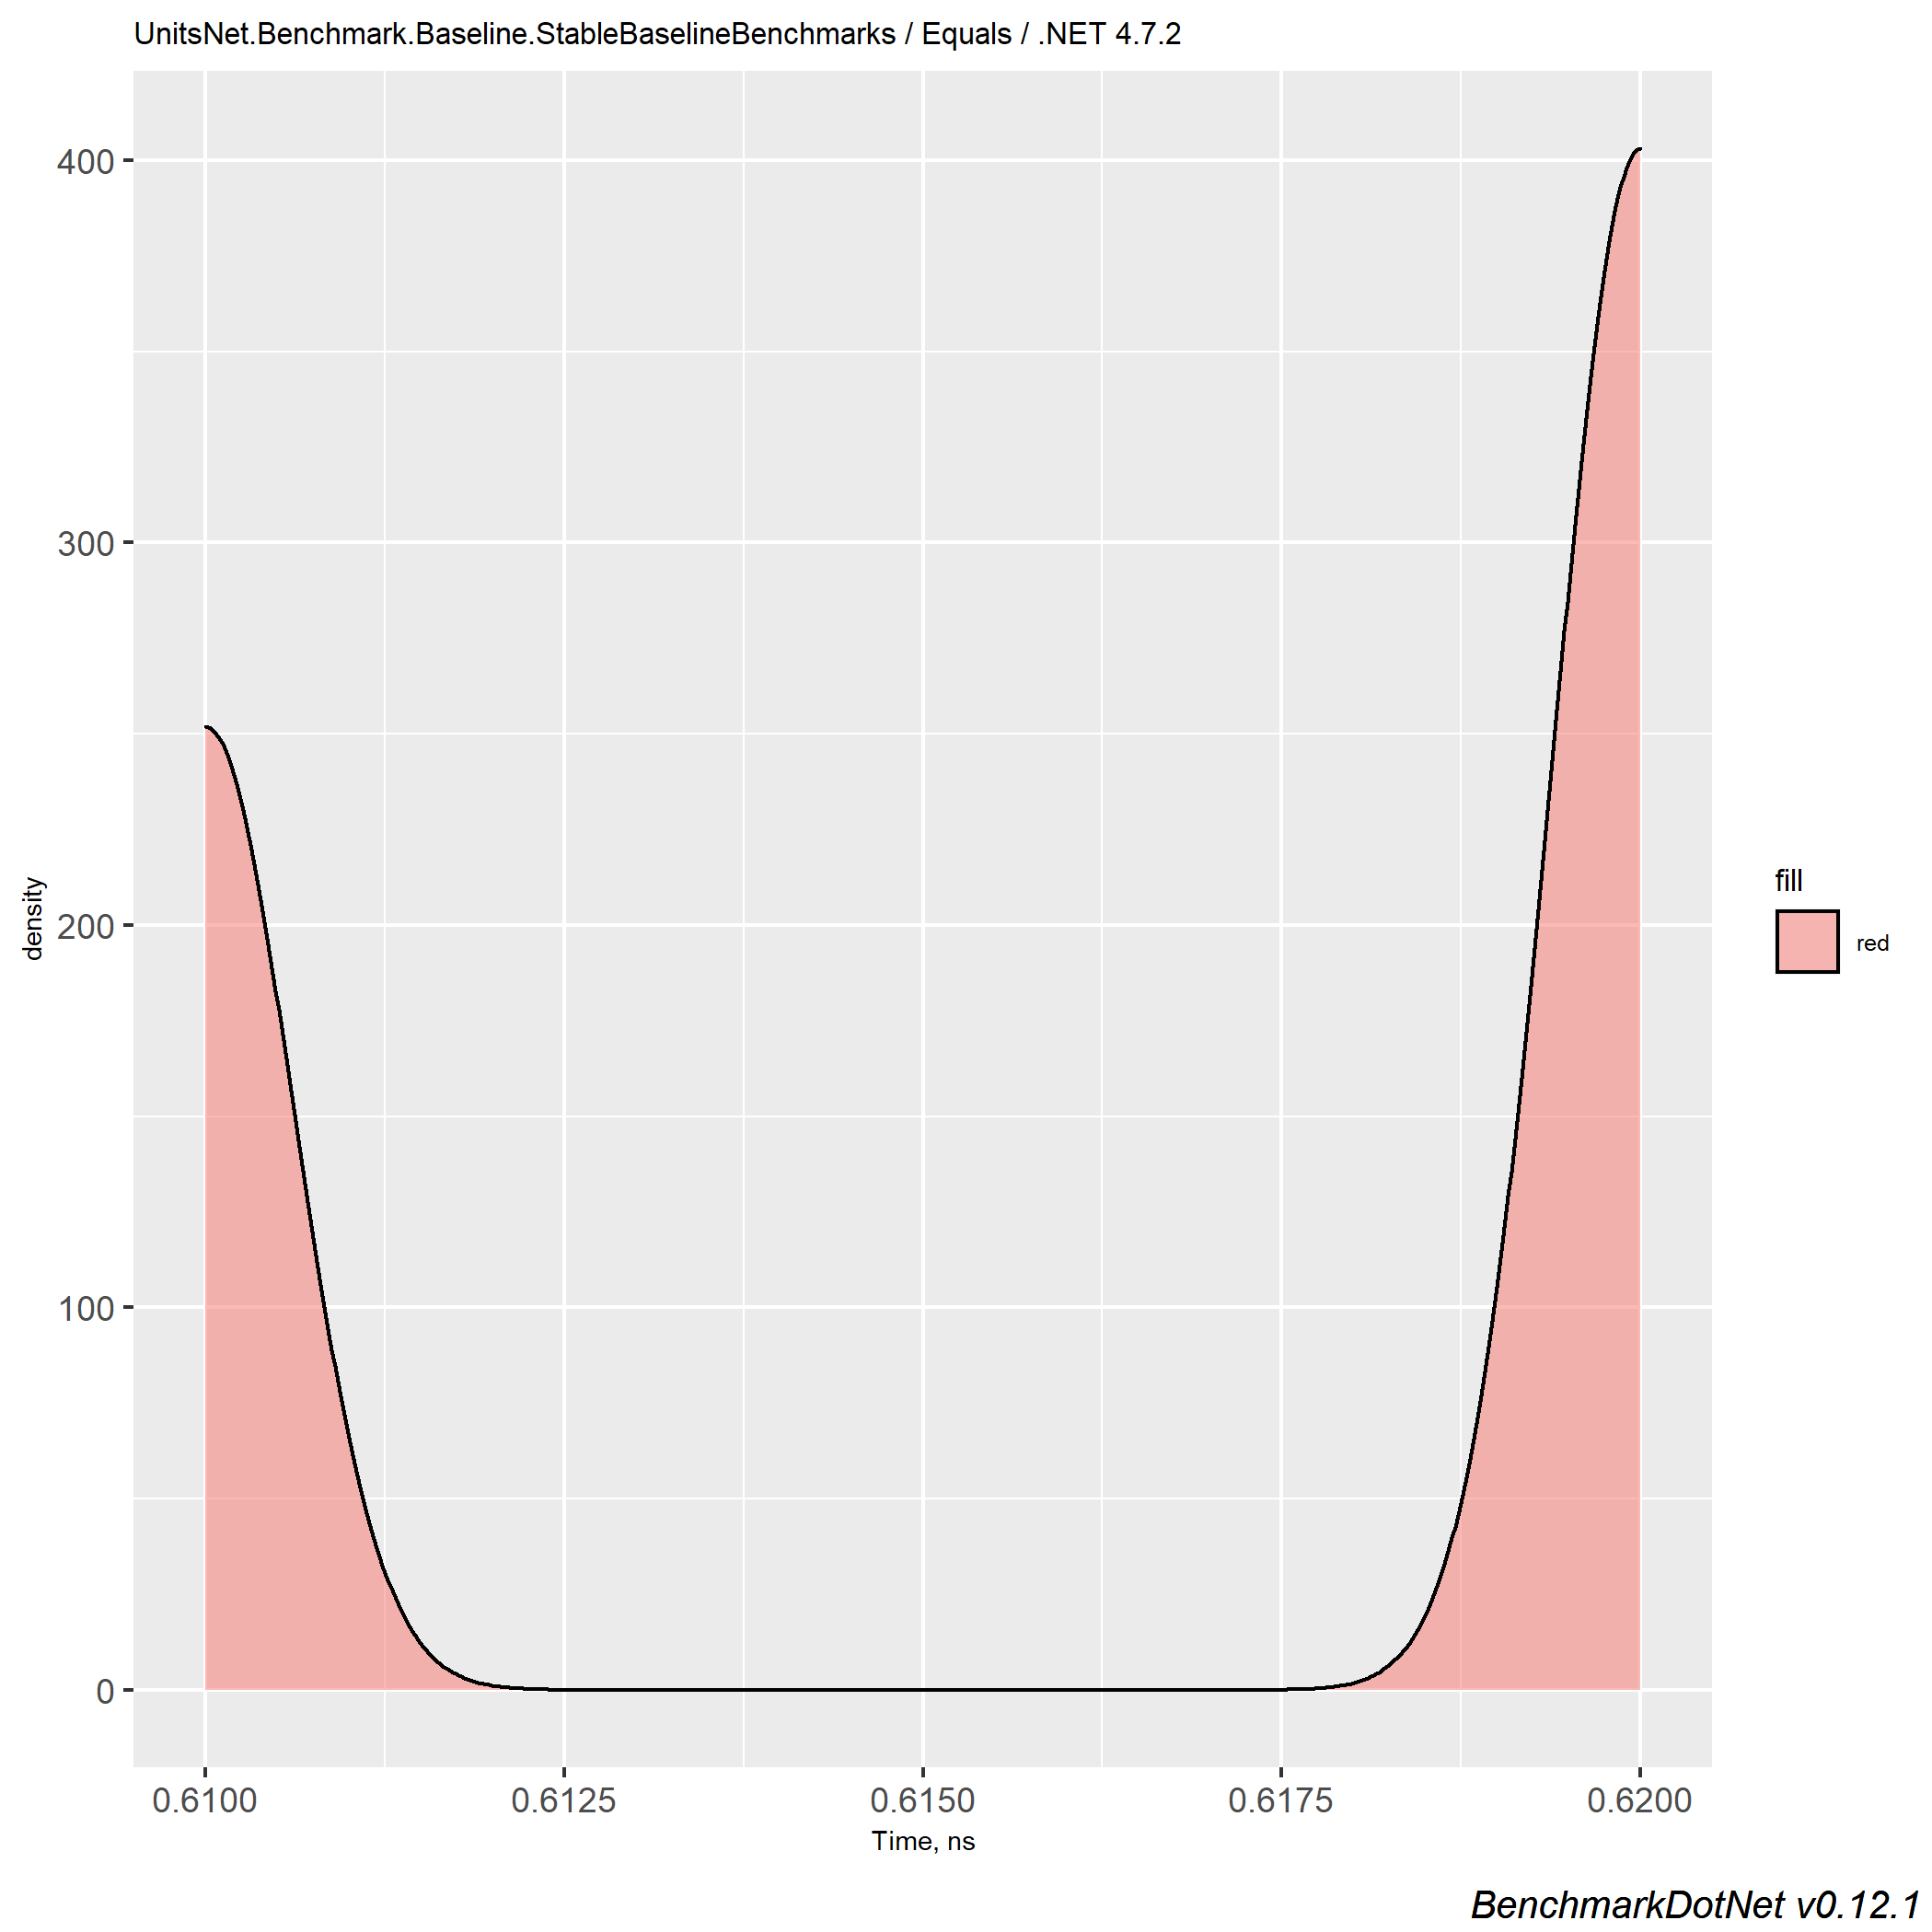 UnitsNet.Benchmark.Baseline.StableBaselineBenchmarks / Equals / .NET 4.7.2
400
300
200
100
0
density
0.6100
0.6125
0.6150
0.6175
0.6200
Time, ns
fill
red
BenchmarkDotNet v0.12.1